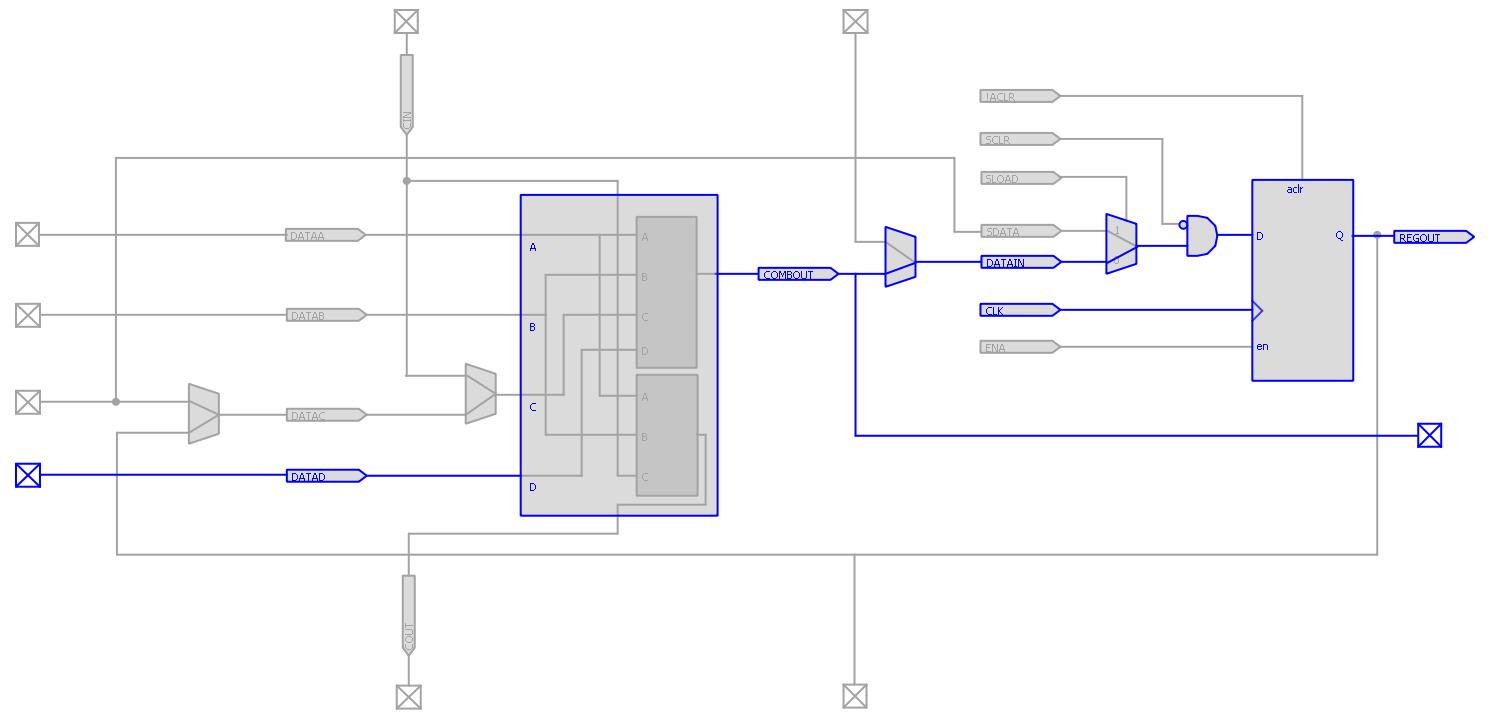 CIN
!ACLR
SCLR
SLOAD
aclr
DATAA
A
A
SDATA
1
D
Q
REGOUT
B
COMBOUT
DATAIN
0
DATAB
B
C
CLK
D
ENA
en
DATAC
C
A
B
DATAD
D
C
COUT